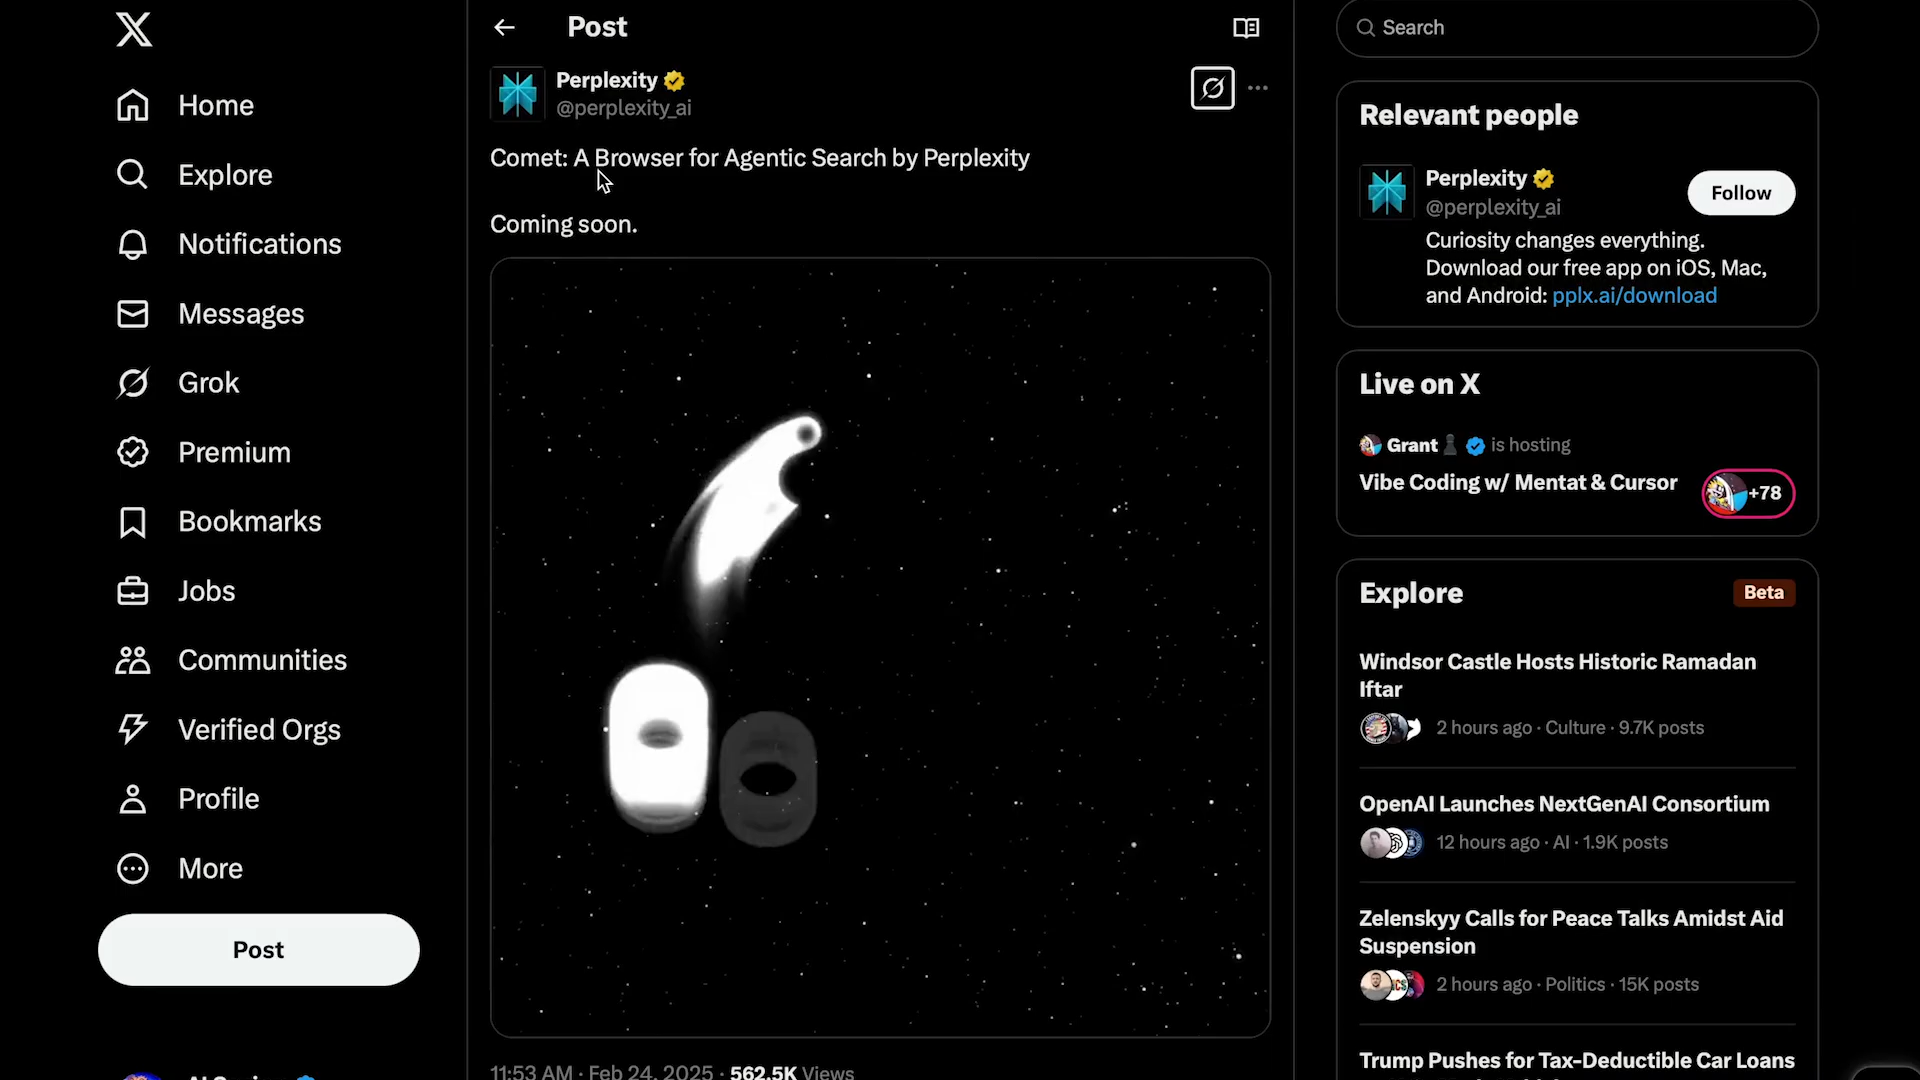 Home
Explore
Notifications
Messages
Grok
Premium
Bookmarks
Jobs
Communities
Verified Orgs
Profile
More
Post
Post
Perplexity
@perplexity_ai
Comet: A Browser for Agentic Search by Perplexity
Coming soon.
11:53 AM · Feb 24, 2025 · 562.5K Views
Search
Relevant people
Perplexity
@perplexity_ai
Follow
Curiosity changes everything.
Download our free app on iOS, Mac,
and Android: pplx.ai/download
Live on X
Grant is hosting
Vibe Coding w/ Mentat & Cursor
+78
Explore
Beta
Windsor Castle Hosts Historic Ramadan
Iftar
2 hours ago · Culture · 9.7K posts
OpenAI Launches NextGenAI Consortium
12 hours ago · AI · 1.9K posts
Zelenskyy Calls for Peace Talks Amidst Aid
Suspension
2 hours ago · Politics · 15K posts
Trump Pushes for Tax-Deductible Car Loans